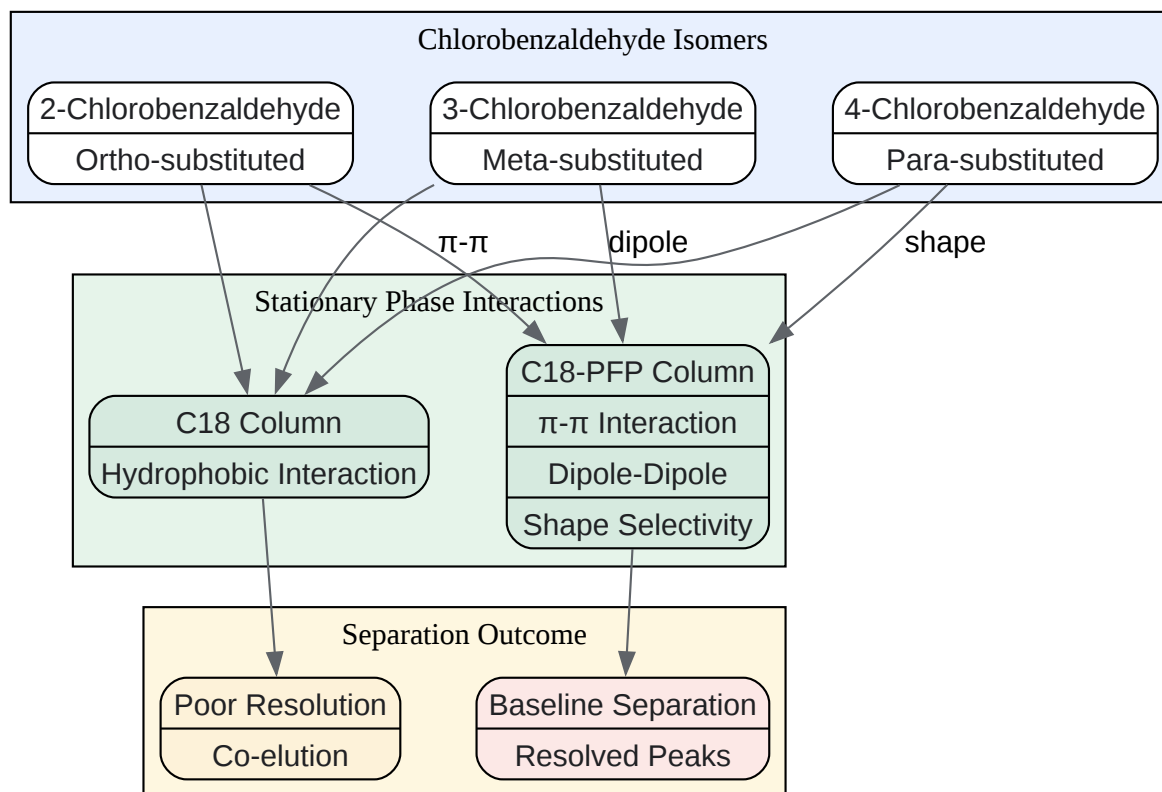 Chlorobenzaldehyde Isomers
2-Chlorobenzaldehyde
Ortho-substituted
3-Chlorobenzaldehyde
Meta-substituted
4-Chlorobenzaldehyde
Para-substituted
π-π
dipole
shape
Stationary Phase Interactions
C18 Column
Hydrophobic Interaction
C18-PFP Column
π-π Interaction
Dipole-Dipole
Shape Selectivity
Separation Outcome
Poor Resolution
Co-elution
Baseline Separation
Resolved Peaks